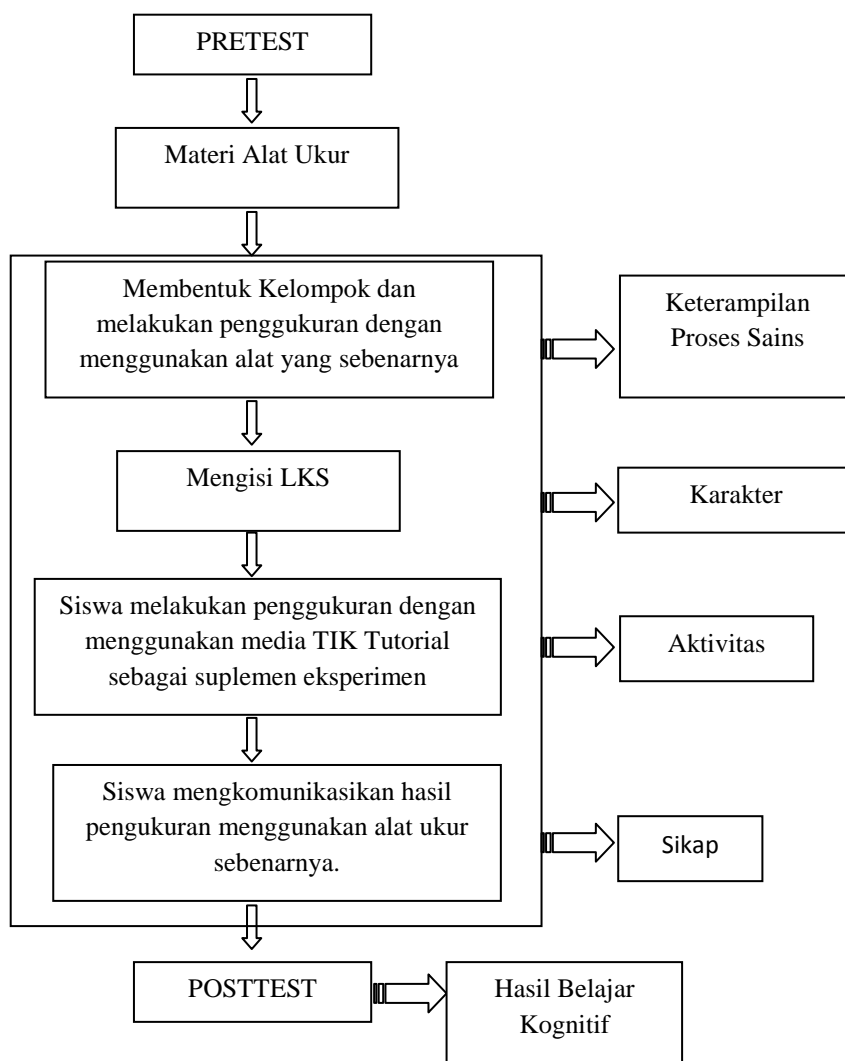 PRETEST
Materi Alat Ukur
Membentuk Kelompok dan
melakukan penggukuran dengan
menggunakan alat yang sebenarnya
Keterampilan
Proses Sains
Mengisi LKS
Karakter
Siswa melakukan penggukuran dengan
menggunakan media TIK Tutorial
sebagai suplemen eksperimen
Aktivitas
Siswa mengkomunikasikan hasil
pengukuran menggunakan alat ukur
sebenarnya.
Sikap
POSTTEST
Hasil Belajar
Kognitif